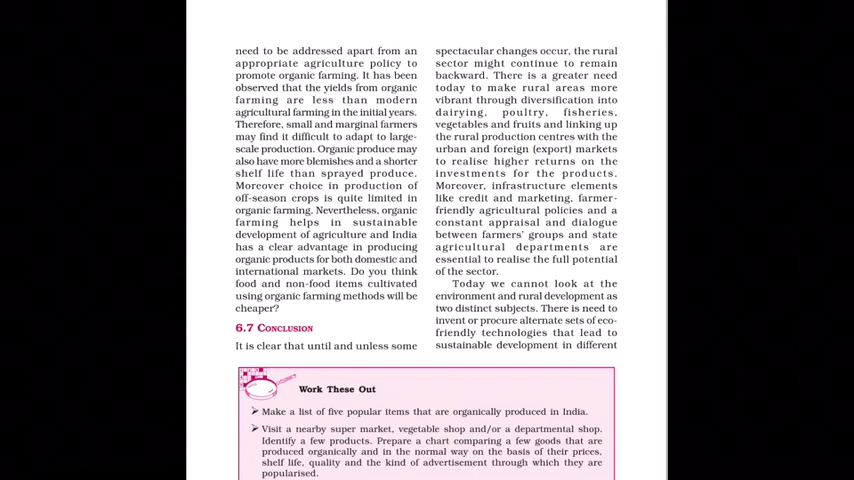 need to be addressed apart from an
appropriate agriculture policy to
promote organic farming. It has been
observed that the yields from organic
farming are less than modern
agricultural farming in the initial years.
Therefore, small and marginal farmers
may find it difficult to adapt to large-
scale production. Organic produce may
also have more blemishes and a shorter
shelf life than sprayed produce.
Moreover choice in production of
off-season crops is quite limited in
organic farming. Nevertheless, organic
farming helps in sustainable
development of agriculture and India
has a clear advantage in producing
organic products for both domestic and
international markets. Do you think
food and non-food items cultivated
using organic farming methods will be
cheaper?
6.7 CONCLUSION
It is clear that until and unless some
spectacular changes occur, the rural
sector might continue to remain
backward. There is a greater need
today to make rural areas more
vibrant through diversification into
dairying, poultry, fisheries,
vegetables and fruits and linking up
the rural production centres with the
urban and foreign (export) markets
to realise higher returns on the
investments for the products.
Moreover, infrastructure elements
like credit and marketing, farmer-
friendly agricultural policies and a
constant appraisal and dialogue
between farmers' groups and state
agricultural departments are
essential to realise the full potential
of the sector.
Today we cannot look at the
environment and rural development as
two distinct subjects. There is need to
invent or procure alternate sets of eco-
friendly technologies that lead to
sustainable development in different
Work These Out
➢ Make a list of five popular items that are organically produced in India.
➢ Visit a nearby super market, vegetable shop and/or a departmental shop.
Identify a few products. Prepare a chart comparing a few goods that are
produced organically and in the normal way on the basis of their prices,
shelf life, quality and the kind of advertisement through which they are
popularised.